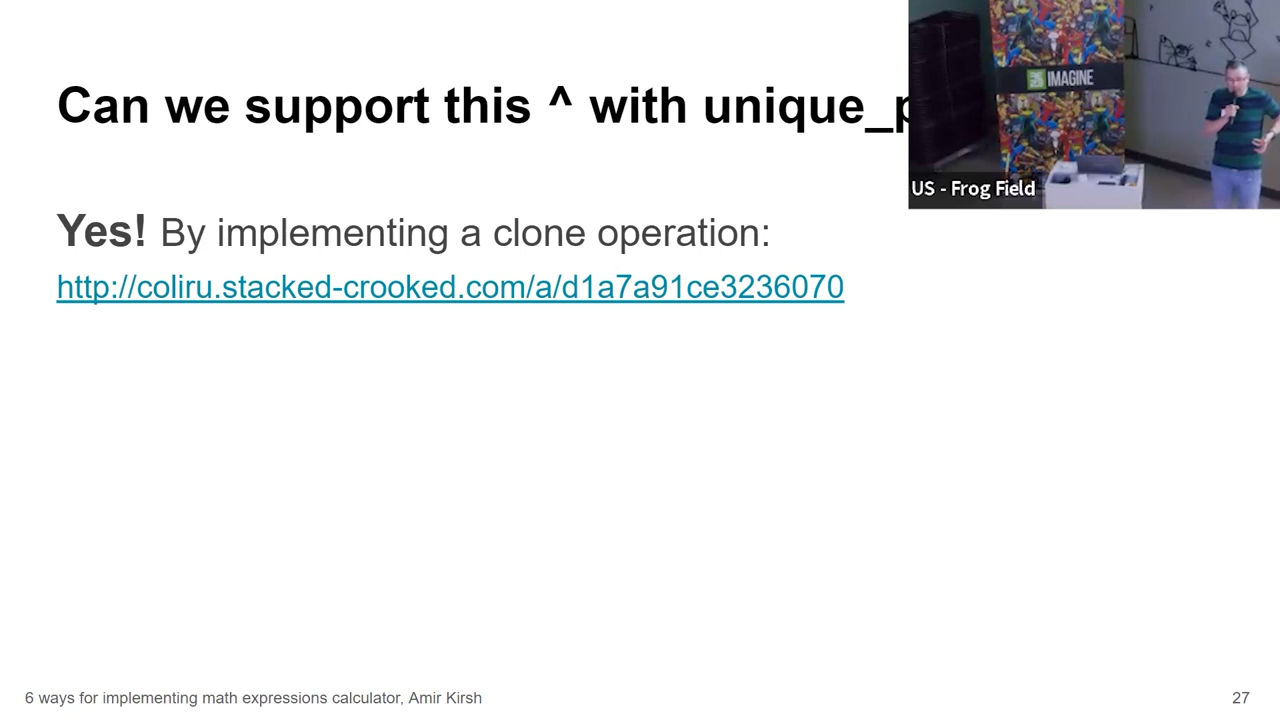 Can we support this ^ with unique_p
IMAGINE
US - Frog Field
Yes! By implementing a clone operation:
http://coliru.stacked-crooked.com/a/d1a7a91ce3236070
6 ways for implementing math expressions calculator, Amir Kirsh
27